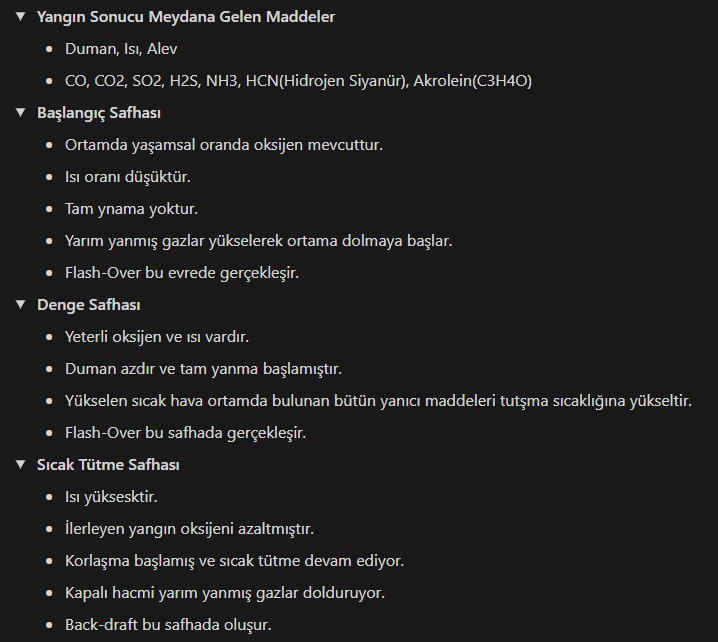 ▼ Yangın Sonucu Meydana Gelen Maddeler
• Duman, Isı, Alev
• CO, CO2, SO2, H2S, NH3, HCN(Hidrojen Siyanür), Akrolein(C3H4O)
▼ Başlangıç Safhası
• Ortamda yaşamsal oranda oksijen mevcuttur.
• Isı oranı düşüktür.
• Tam ynama yoktur.
• Yarım yanmış gazlar yükselerek ortama dolmaya başlar.
• Flash-Over bu evrede gerçekleşir.
▼ Denge Safhası
• Yeterli oksijen ve ısı vardır.
• Duman azdır ve tam yanma başlamıştır.
• Yükselen sıcak hava ortamda bulunan bütün yanıcı maddeleri tutşma sıcaklığına yükseltir.
• Flash-Over bu safhada gerçekleşir.
▼ Sıcak Tütme Safhası
• Isı yüksesktir.
• İlerleyen yangın oksijeni azaltmıştır.
• Korlaşma başlamış ve sıcak tütme devam ediyor.
• Kapalı hacmi yarım yanmış gazlar dolduruyor.
• Back-draft bu safhada oluşur.